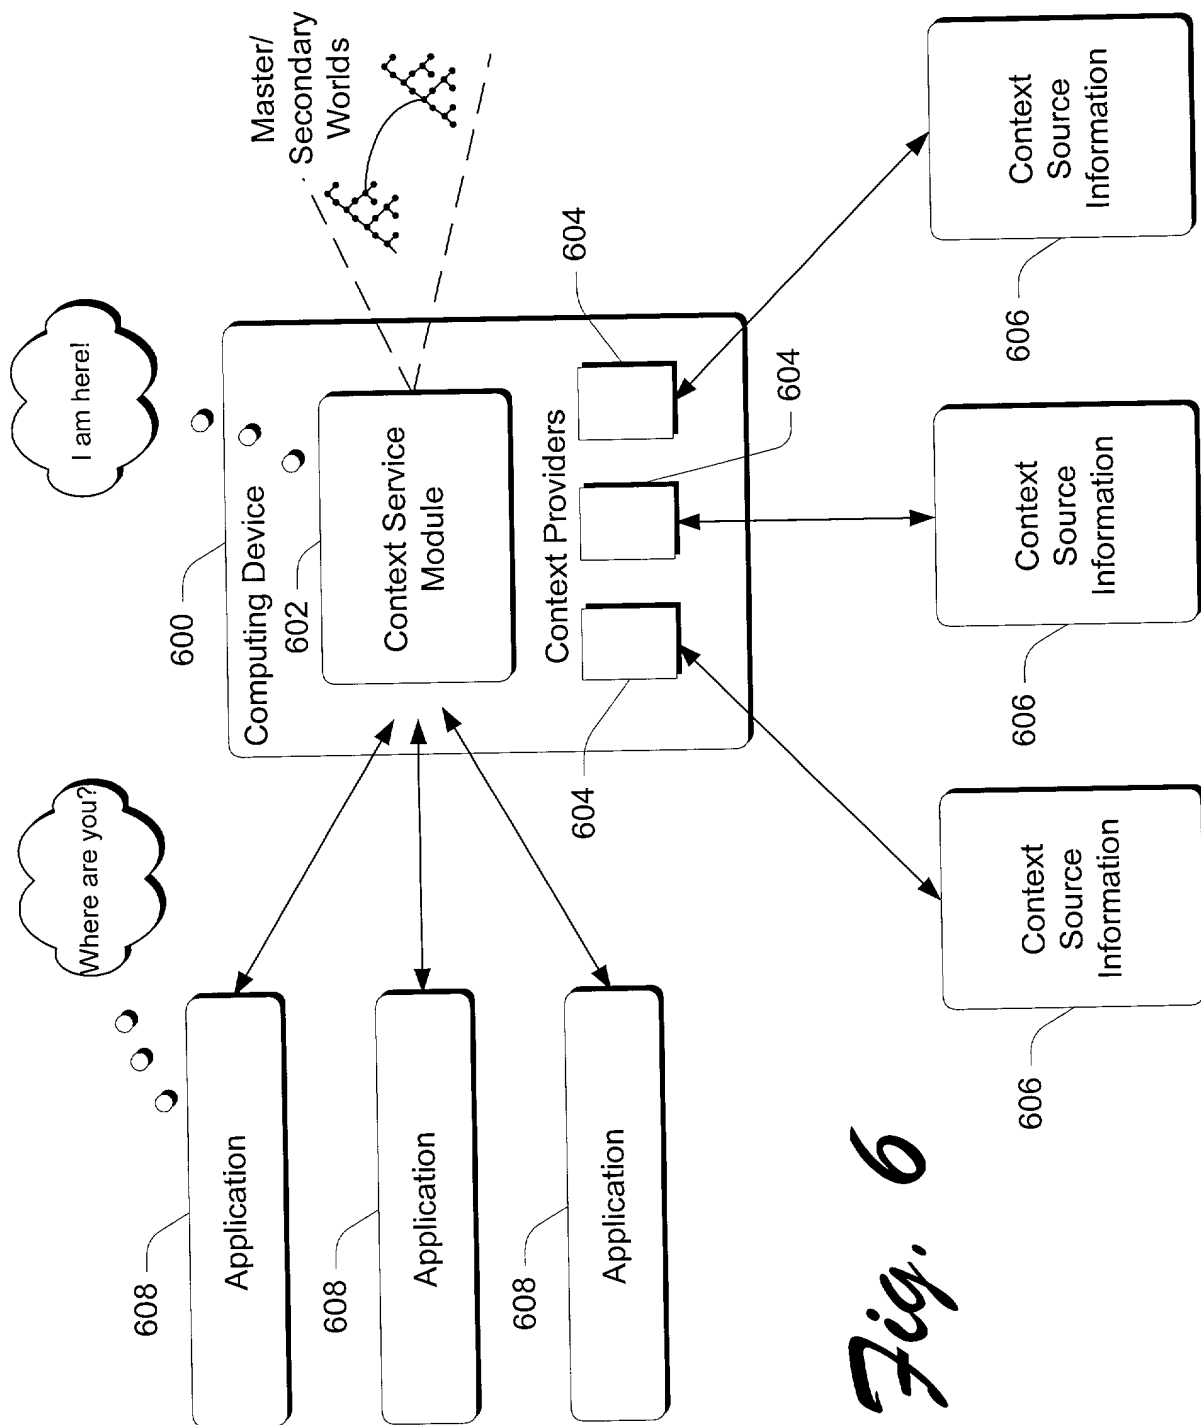 Where are you?
I am here!
608
Application
608
Application
608
Application
600
Computing Device
602
Context Service
Module
Context Providers
604
604
604
Master/
Secondary
Worlds
606
Context
Source
Information
606
Context
Source
Information
606
Context
Source
Information
Fig. 6